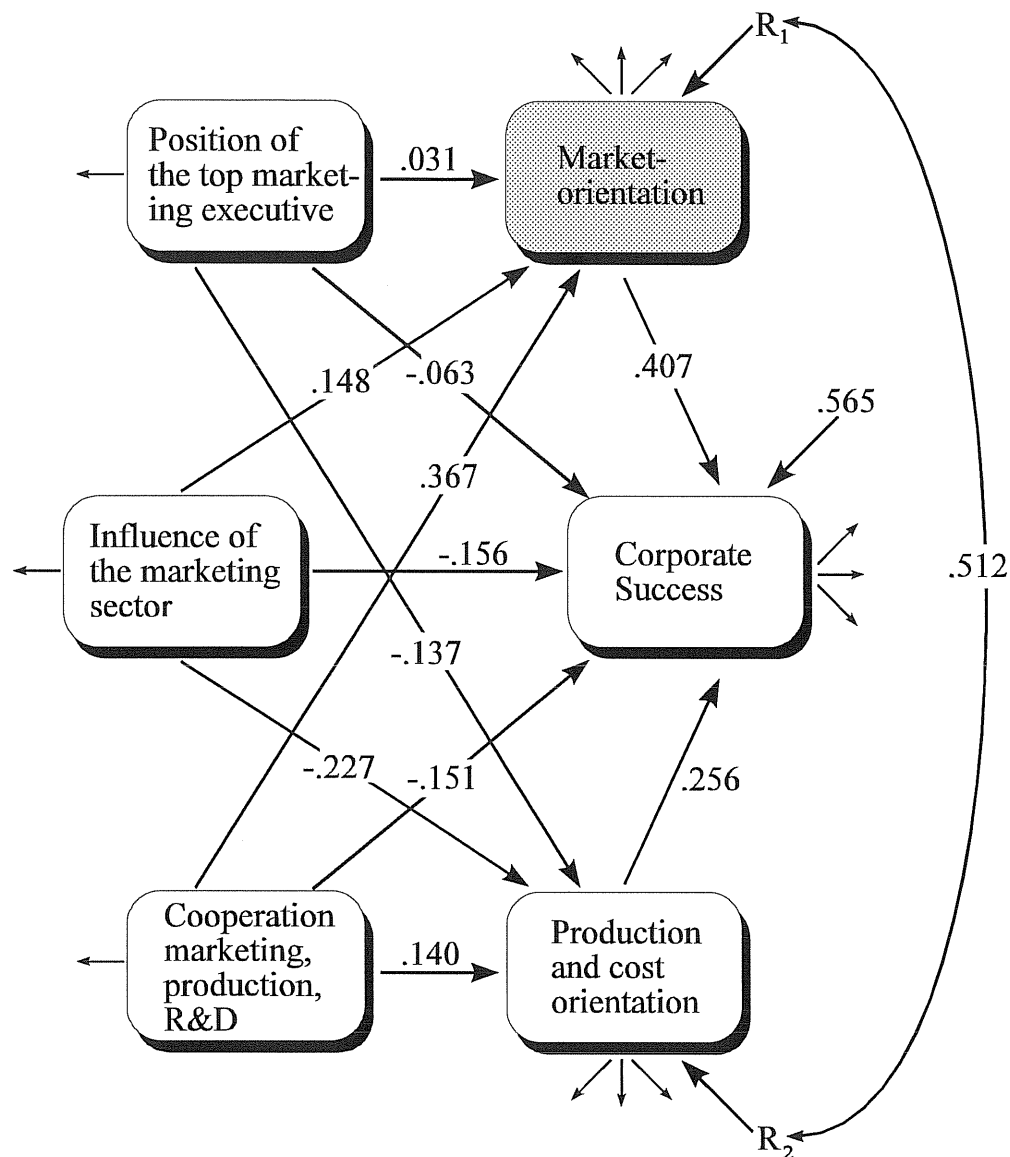 R1
Position of
the top market-
ing executive
.031
Market-
orientation
.148
-.063
.407
.565
.367
Influence of
the marketing
sector
-.156
Corporate
Success
.512
-.137
-.227
-.151
.256
Cooperation
marketing,
production,
R&D
.140
Production
and cost
orientation
R2